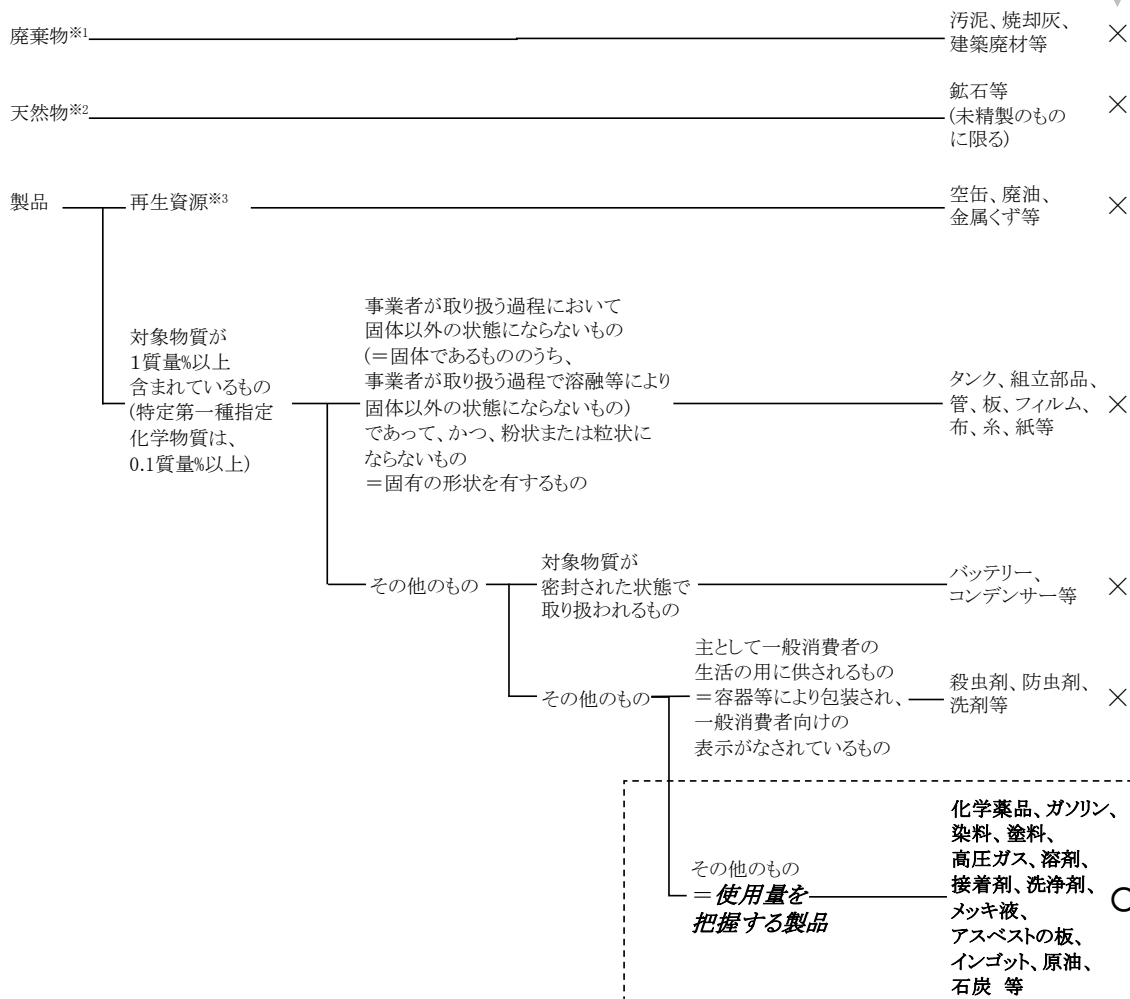 廃棄物※1
汚泥、焼却灰、
建築廃材等
×
天然物※2
鉱石等
(未精製のもの
に限る)
×
製品
再生資源※3
空缶、廃油、
金属くず等
×
対象物質が
1質量%以上
含まれているもの
(特定第一種指定
化学物質は、
0.1質量%以上)
事業者が取り扱う過程において
固体以外の状態にならないもの
(=固体であるもののうち、
事業者が取り扱う過程で溶融等により
固体以外の状態にならないもの)
であって、かつ、粉状または粒状に
ならないもの
=固有の形状を有するもの
タンク、組立部品、
管、板、フィルム、
布、糸、紙等
×
その他のもの
対象物質が
密封された状態で
取り扱われるもの
バッテリー、
コンデンサー等
×
その他のもの
主として一般消費者の
生活の用に供されるもの
=容器等により包装され、
一般消費者向けの
表示がなされているもの
殺虫剤、防虫剤、
洗剤等
×
その他のもの
=使用量を
把握する製品
化学薬品、ガソリン、
染料、塗料、
高圧ガス、溶剤、
接着剤、洗浄剤、
メッキ液、
アスベストの板、
インゴット、原油、
石炭 等
○